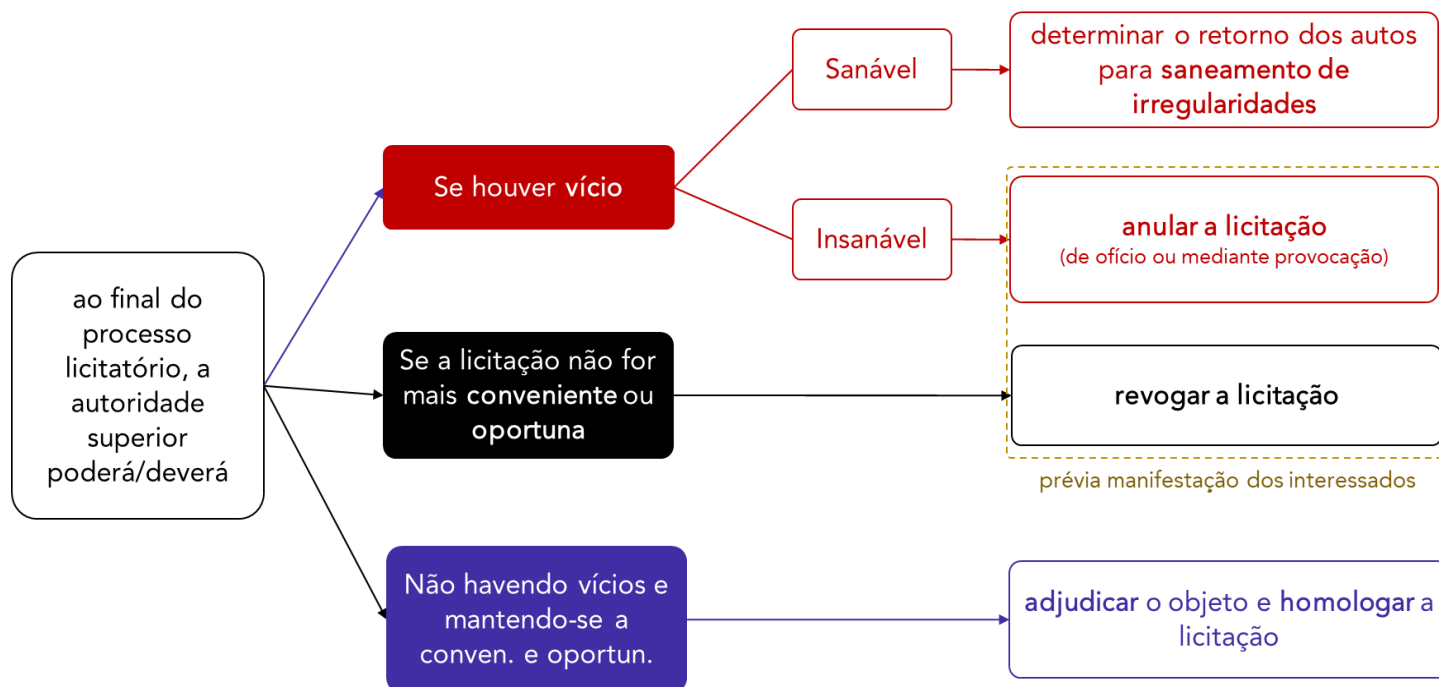 ao final do
processo
licitatório, a
autoridade
superior
poderá/deverá
Se houver vício
Sanável
determinar o retorno dos autos
para saneamento de
irregularidades
Insanável
anular a licitação
(de ofício ou mediante provocação)
Se a licitação não for
mais conveniente ou
oportuna
revogar a licitação
prévia manifestação dos interessados
Não havendo vícios e
mantendo-se a
conven. e oportun.
adjudicar o objeto e homologar a
licitação